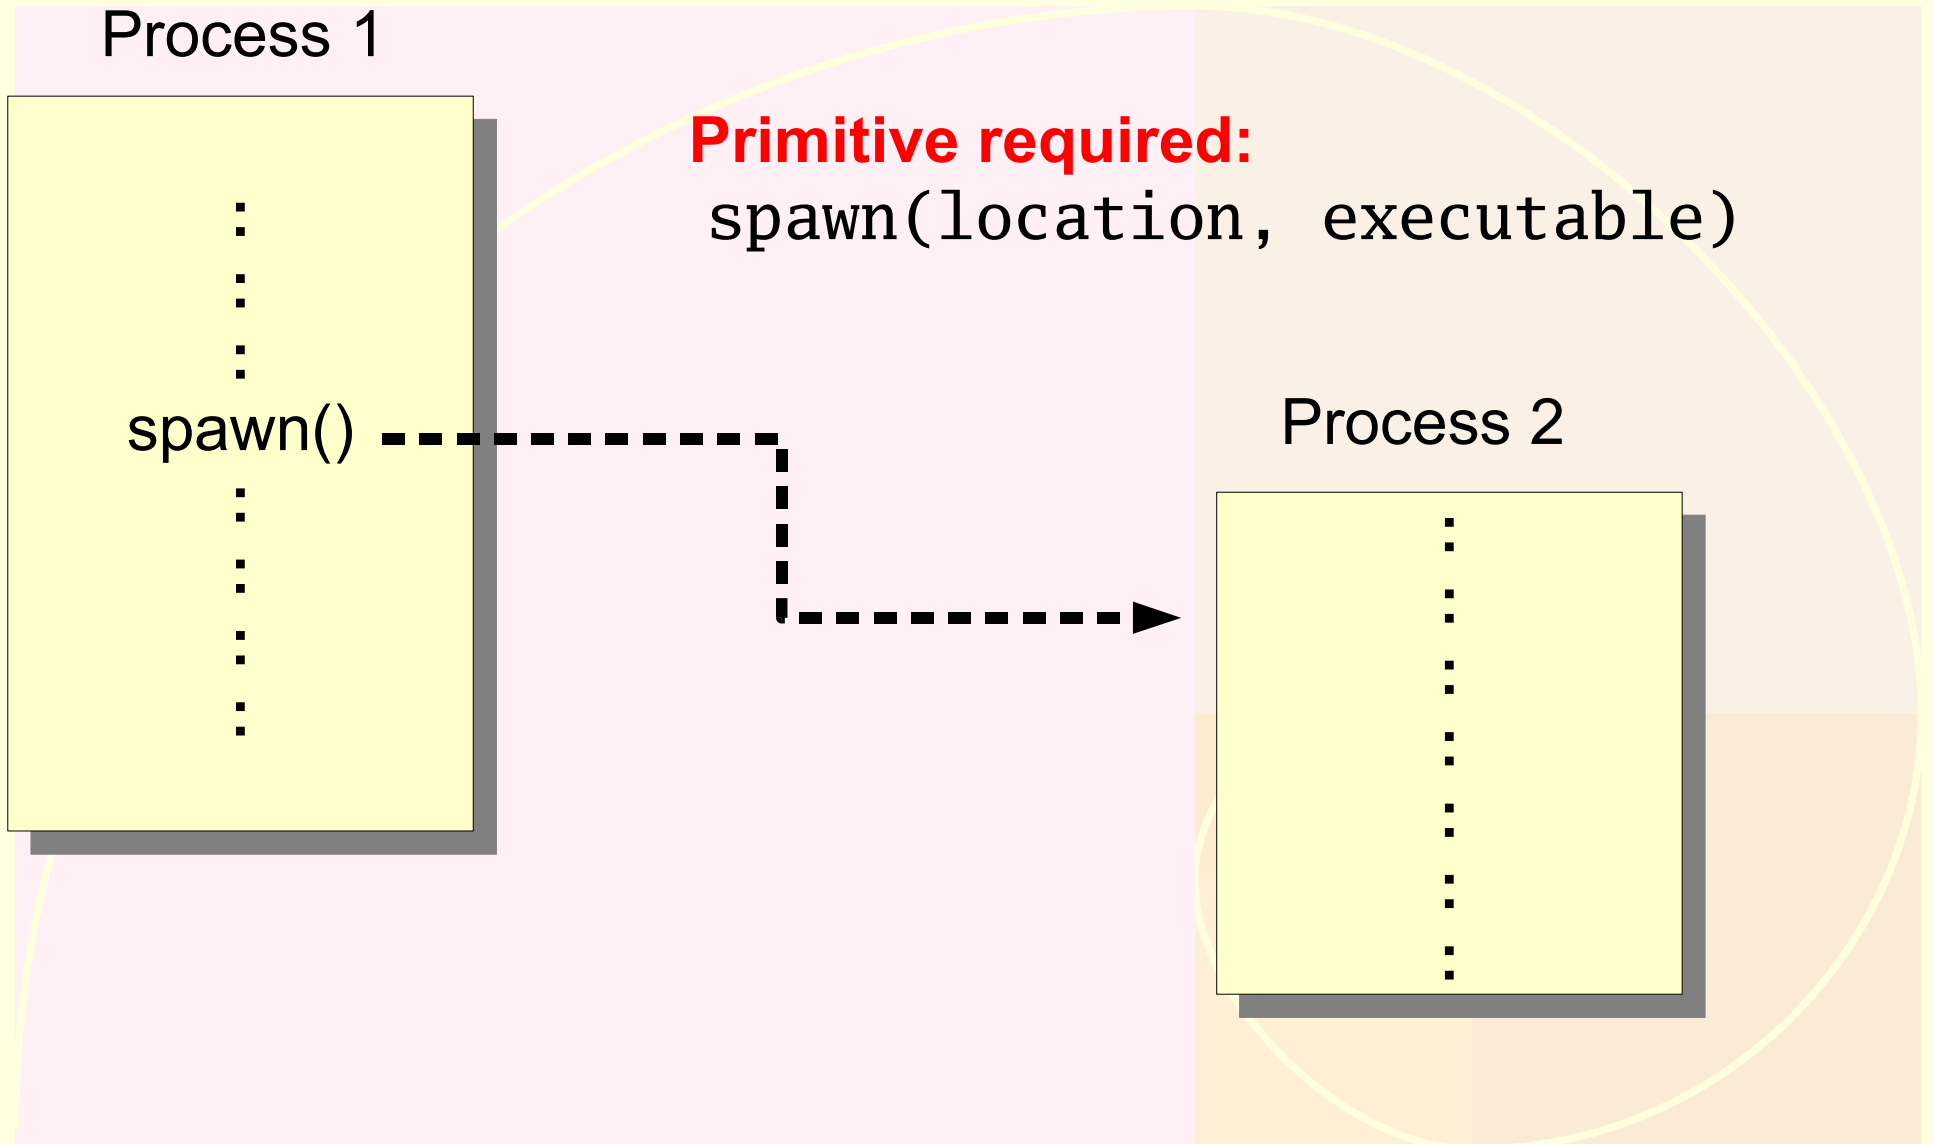 Process 1
Primitive required:
spawn(location, executable)
:
:
:
spawn()
:
:
:
:
Process 2
:
:
:
:
:
:
: